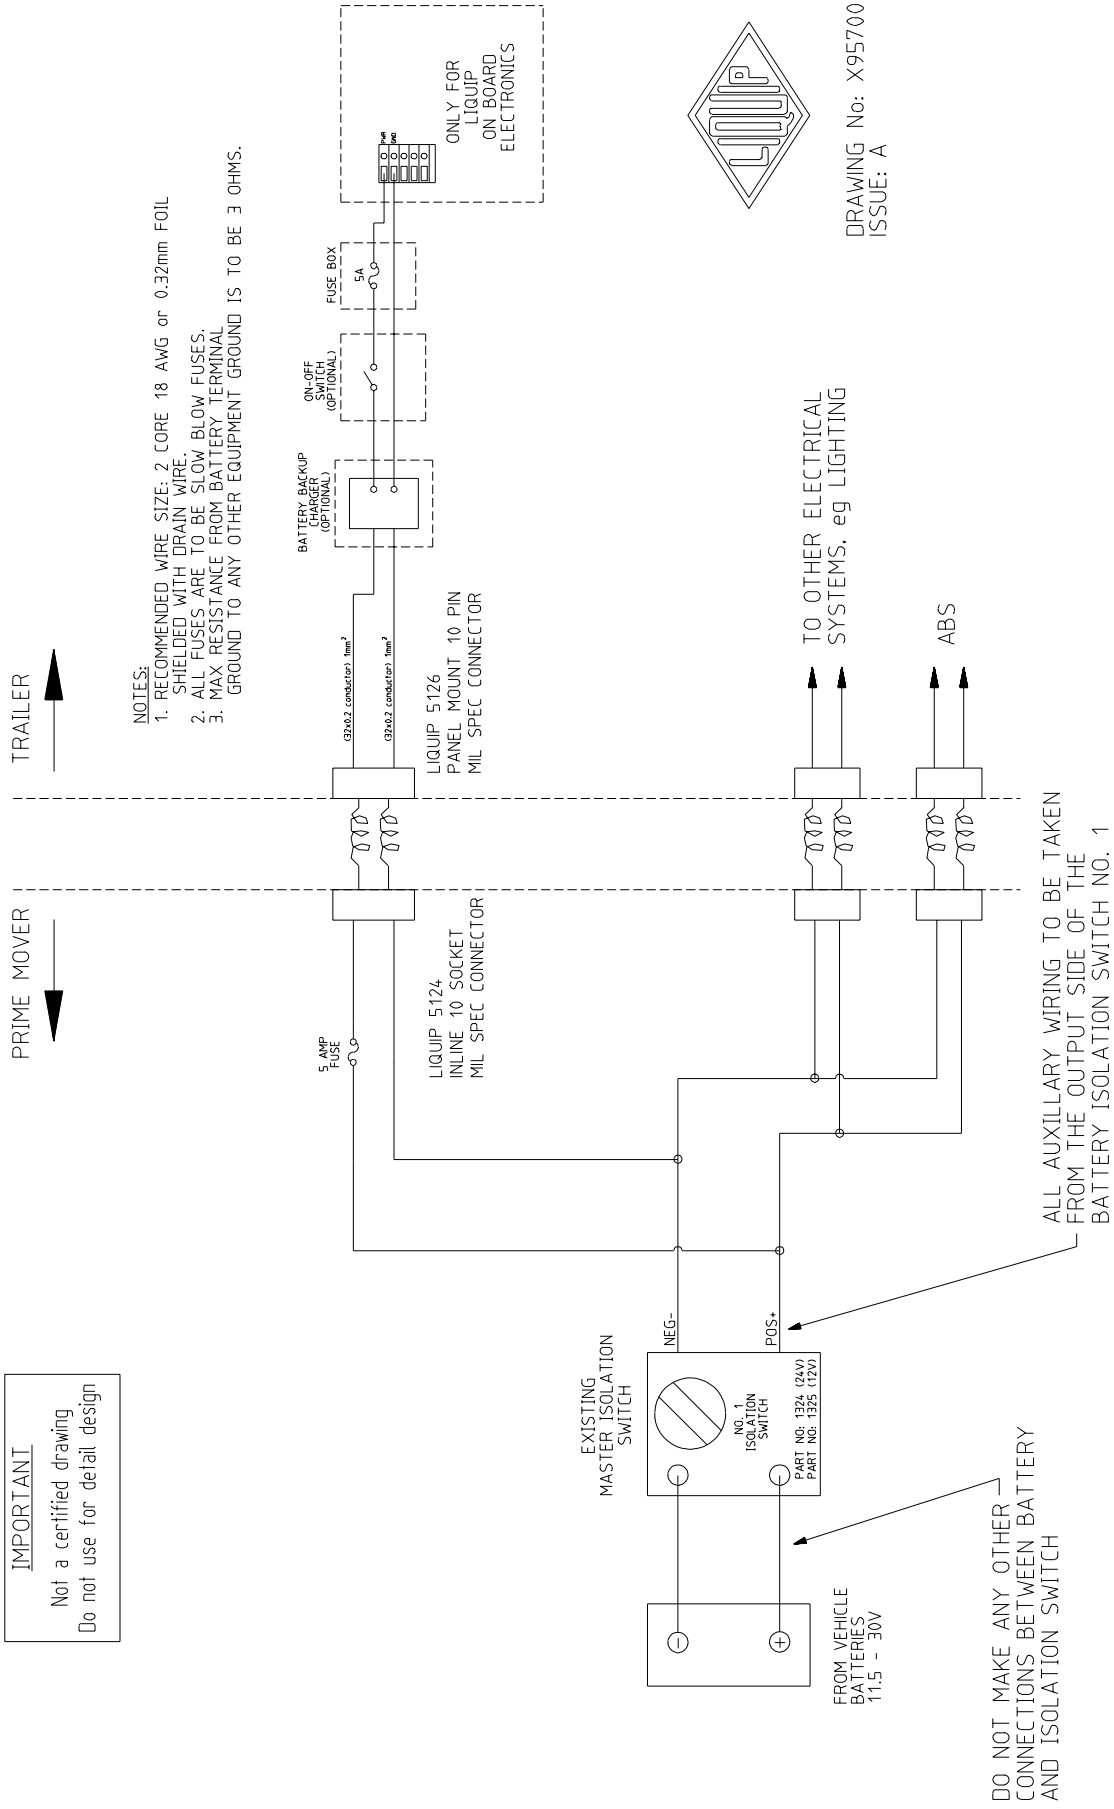 IMPORTANT
Not a certified drawing
Do not use for detail design
PRIME MOVER
TRAILER
NOTES:
1. RECOMMENDED WIRE SIZE: 2 CORE 18 AWG or 0.32mm FOIL
SHIELDED WITH DRAIN WIRE.
2. ALL FUSES ARE TO BE SLOW BLOW FUSES.
3. MAX RESISTANCE FROM BATTERY TERMINAL
GROUND TO ANY OTHER EQUIPMENT GROUND IS TO BE 3 OHMS.
5 AMP
FUSE
LIQUIP 5124
INLINE 10 SOCKET
MIL SPEC CONNECTOR
(32x0.2 conductor) 1mm²
(32x0.2 conductor) 1mm²
LIQUIP 5126
PANEL MOUNT 10 PIN
MIL SPEC CONNECTOR
BATTERY BACKUP
CHARGER
(OPTIONAL)
ON-OFF
SWITCH
(OPTIONAL)
FUSE BOX
5A
PWR
GND
ONLY FOR
LIQUIP
ON BOARD
ELECTRONICS
EXISTING
MASTER ISOLATION
SWITCH
NEG-
POS+
NO. 1
ISOLATION
SWITCH
PART NO: 1324 (24V)
PART NO: 1325 (12V)
-
+
FROM VEHICLE
BATTERIES
11.5 - 30V
DO NOT MAKE ANY OTHER
CONNECTIONS BETWEEN BATTERY
AND ISOLATION SWITCH
ALL AUXILLARY WIRING TO BE TAKEN
FROM THE OUTPUT SIDE OF THE
BATTERY ISOLATION SWITCH NO. 1
TO OTHER ELECTRICAL
SYSTEMS, eg LIGHTING
ABS
LIQUIP
DRAWING No: X95700
ISSUE: A